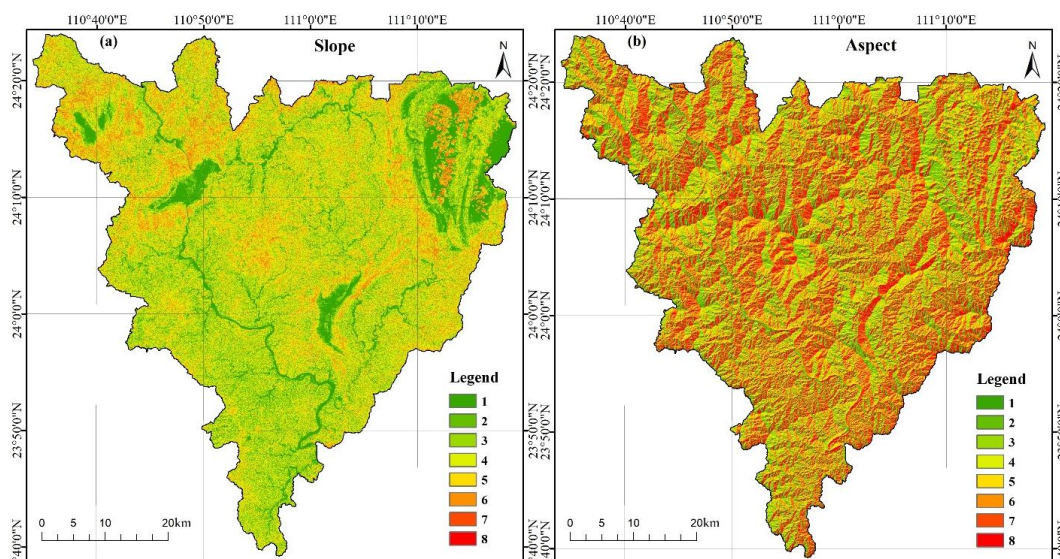 110°40'0"E 110°50'0"E 111°0'0"E 111°10'0"E
(a)
Slope
N
24°20'0"N
24°10'0"N
24°0'0"N
23°50'0"N
Legend
1
2
3
4
5
6
7
8
0 5 10 20km
110°40'0"E 110°50'0"E 111°0'0"E 111°10'0"E
(b)
Aspect
N
24°20'0"N
24°10'0"N
24°0'0"N
23°50'0"N
Legend
1
2
3
4
5
6
7
8
0 5 10 20km